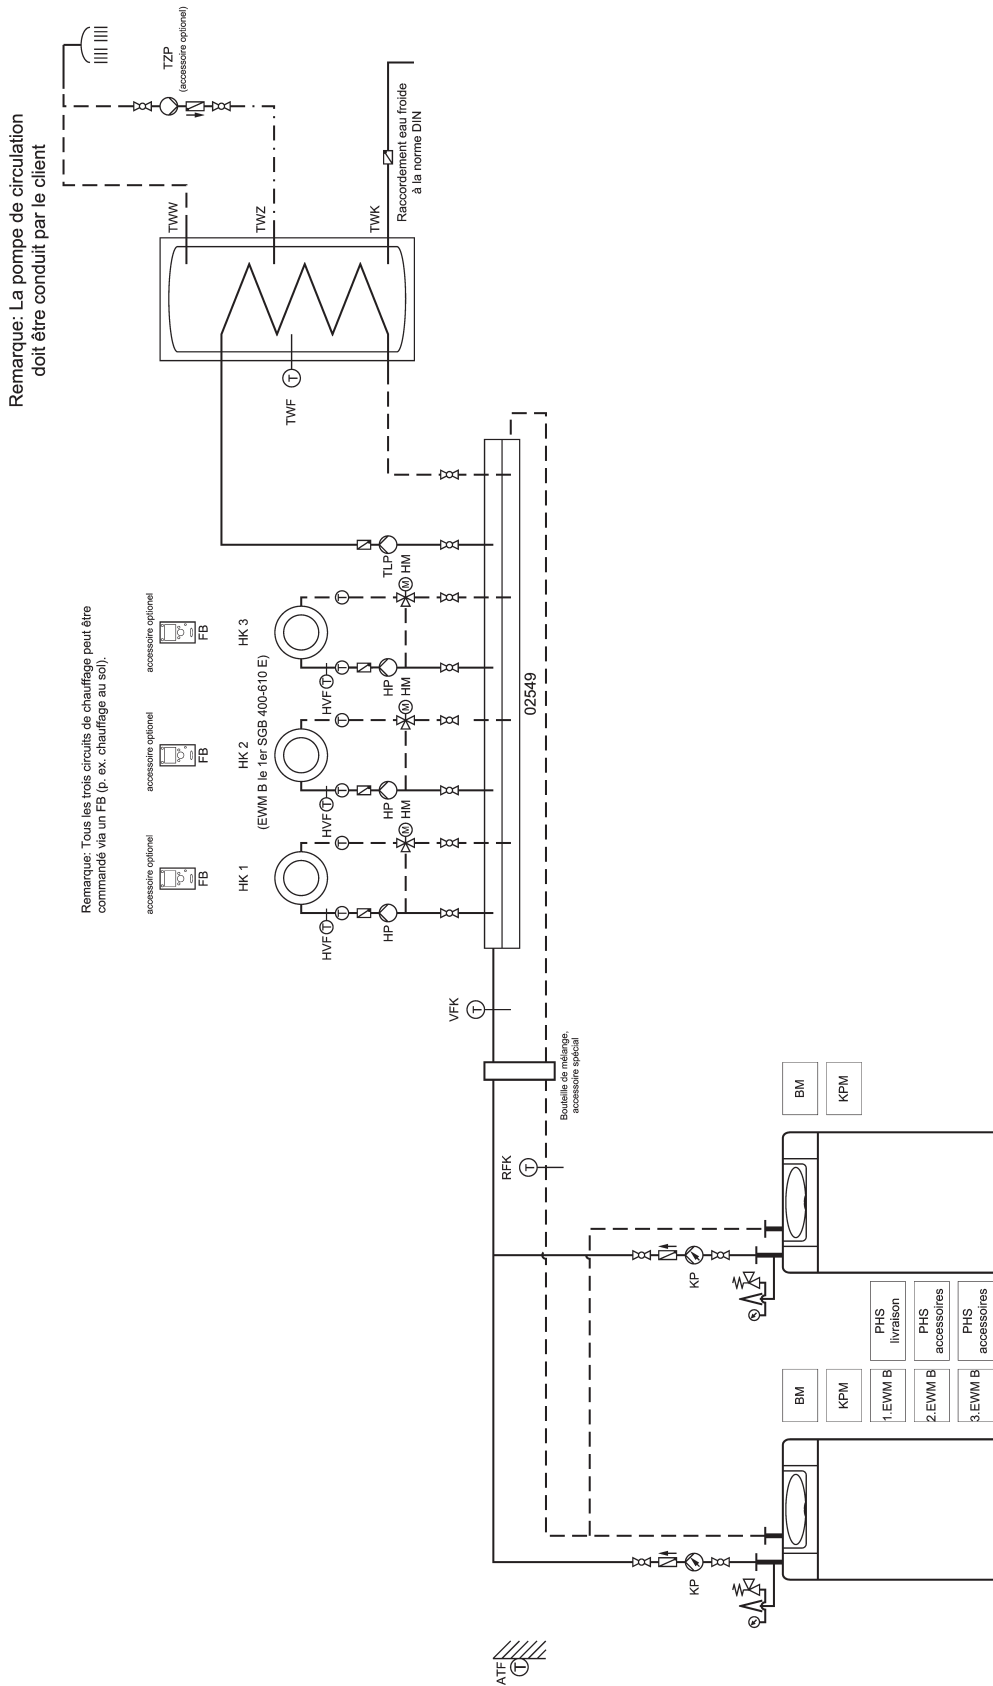 Remarque: La pompe de circulation
doit être conduit par le client
TZP
(accessoire optionel)
TWW
TWZ
TWK
Raccordement eau froide
à la norme DIN
T
TWF
Remarque: Tous les trois circuits de chauffage peut être
commandé via un FB (p. ex. chauffage au sol).
accessoire optionel
FB
accessoire optionel
FB
accessoire optionel
FB
HK 1
HK 2
HK 3
(EWM B le 1er SGB 400-610 E)
HVF
T
T
T
HVF
T
T
T
HVF
T
T
T
HP
M
HM
HP
M
HM
HP
M
HM
TLP
02549
VFK
T
Bouteille de mélange,
accessoire spécial
RFK
T
KP
KP
ATF
T
BM
KPM
1.EWM B
2.EWM B
3.EWM B
PHS
livraison
PHS
accessoires
PHS
accessoires
BM
KPM